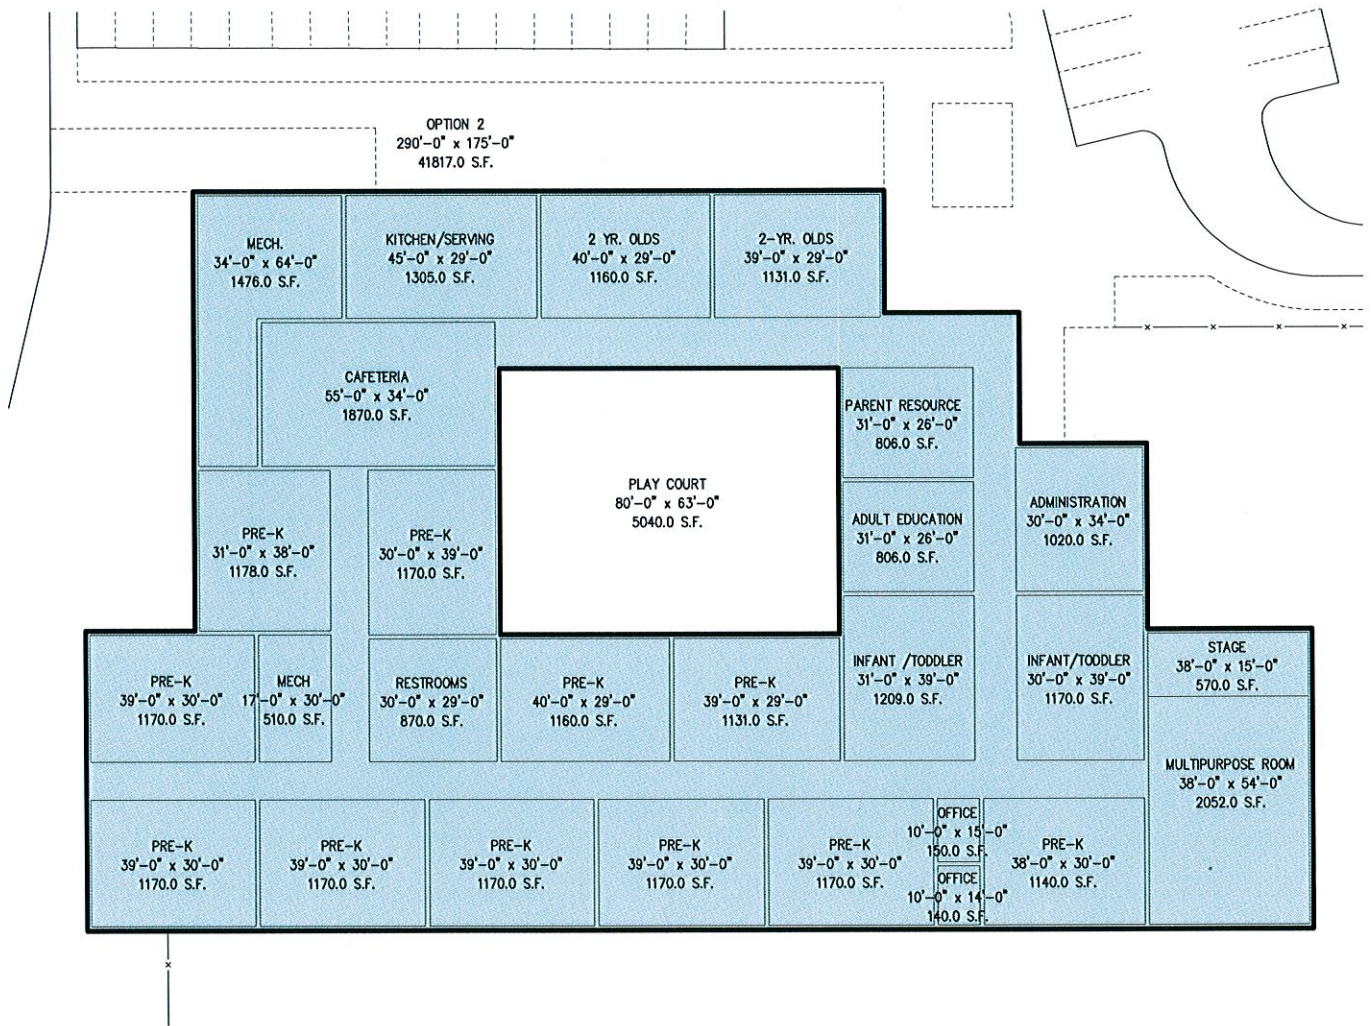 OPTION 2
290'-0" x 175'-0"
41817.0 S.F.
MECH.
34'-0" x 64'-0"
1476.0 S.F.
KITCHEN/SERVING
45'-0" x 29'-0"
1305.0 S.F.
2 YR. OLDS
40'-0" x 29'-0"
1160.0 S.F.
2-YR. OLDS
39'-0" x 29'-0"
1131.0 S.F.
CAFETERIA
55'-0" x 34'-0"
1870.0 S.F.
PARENT RESOURCE
31'-0" x 26'-0"
806.0 S.F.
PLAY COURT
80'-0" x 63'-0"
5040.0 S.F.
ADMINISTRATION
30'-0" x 34'-0"
1020.0 S.F.
ADULT EDUCATION
31'-0" x 26'-0"
806.0 S.F.
PRE-K
31'-0" x 38'-0"
1178.0 S.F.
PRE-K
30'-0" x 39'-0"
1170.0 S.F.
PRE-K
39'-0" x 30'-0"
1170.0 S.F.
MECH
17'-0" x 30'-0"
510.0 S.F.
RESTROOMS
30'-0" x 29'-0"
870.0 S.F.
PRE-K
40'-0" x 29'-0"
1160.0 S.F.
PRE-K
39'-0" x 29'-0"
1131.0 S.F.
INFANT /TODDLER
31'-0" x 39'-0"
1209.0 S.F.
INFANT/TODDLER
30'-0" x 39'-0"
1170.0 S.F.
STAGE
38'-0" x 15'-0"
570.0 S.F.
MULTIPURPOSE ROOM
38'-0" x 54'-0"
2052.0 S.F.
PRE-K
39'-0" x 30'-0"
1170.0 S.F.
PRE-K
39'-0" x 30'-0"
1170.0 S.F.
PRE-K
39'-0" x 30'-0"
1170.0 S.F.
PRE-K
39'-0" x 30'-0"
1170.0 S.F.
PRE-K
39'-0" x 30'-0"
1170.0 S.F.
OFFICE
10'-0" x 15'-0"
150.0 S.F.
OFFICE
10'-0" x 14'-0"
140.0 S.F.
PRE-K
38'-0" x 30'-0"
1140.0 S.F.